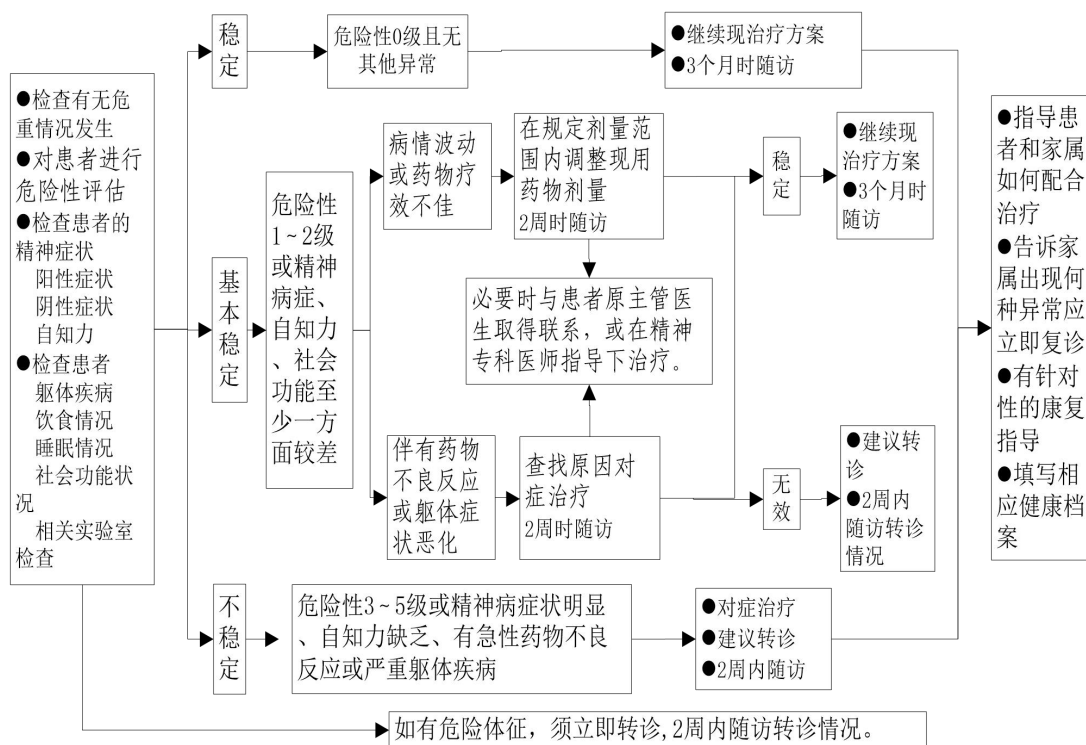 ●检查有无危
重情况发生
●对患者进行
危险性评估
●检查患者的
精神症状
阳性症状
阴性症状
自知力
●检查患者
躯体疾病
饮食情况
睡眠情况
社会功能状
况
相关实验室
检查
稳
定
危险性0级且无
其他异常
●继续现治疗方案
●3个月时随访
基
本
稳
定
危险性
1~2级
或精神
病症、
自知力
、社会
功能至
少一方
面较差
病情波动
或药物疗
效不佳
在规定剂量范
围内调整现用
药物剂量
2周时随访
稳
定
●继续现
治疗方案
●3个月时
随访
必要时与患者原主管医
生取得联系，或在精神
专科医师指导下治疗。
伴有药物
不良反应
或躯体症
状恶化
查找原因对
症治疗
2周时随访
无
效
●建议转
诊
●2周内
随访转诊
情况
不
稳
定
危险性3~5级或精神病症状明显
、自知力缺乏、有急性药物不良
反应或严重躯体疾病
●对症治疗
●建议转诊
●2周内随访
如有危险体征，须立即转诊,2周内随访转诊情况。
●指导患
者和家属
如何配合
治疗
●告诉家
属出现何
种异常应
立即复诊
●有针对
性的康复
指导
●填写相
应健康档
案